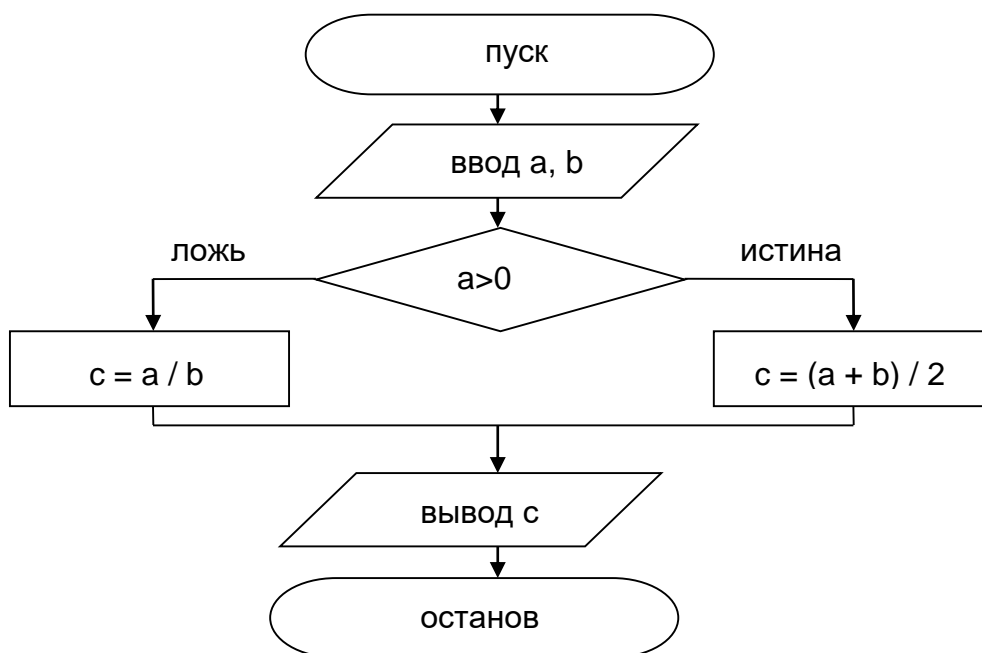 пуск
ввод a, b
ложь
истина
a>0
c = a / b
c = (a + b) / 2
вывод c
останов